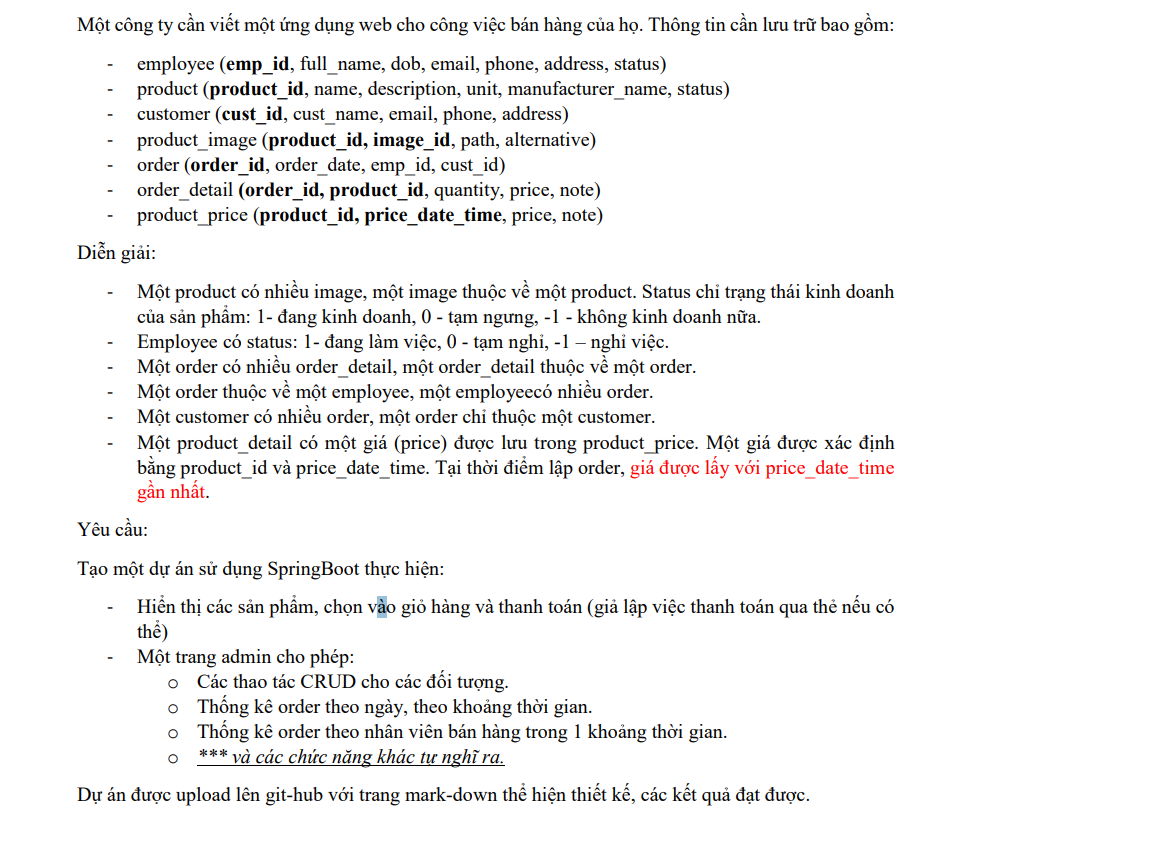 Một công ty cần viết một ứng dụng web cho công việc bán hàng của họ. Thông tin cần lưu trữ bao gồm:
- employee (emp_id, full_name, dob, email, phone, address, status)
- product (product_id, name, description, unit, manufacturer_name, status)
- customer (cust_id, cust_name, email, phone, address)
- product_image (product_id, image_id, path, alternative)
- order (order_id, order_date, emp_id, cust_id)
- order_detail (order_id, product_id, quantity, price, note)
- product_price (product_id, price_date_time, price, note)
Diễn giải:
- Một product có nhiều image, một image thuộc về một product. Status chỉ trạng thái kinh doanh
của sản phẩm: 1- đang kinh doanh, 0 - tạm ngưng, -1 - không kinh doanh nữa.
- Employee có status: 1- đang làm việc, 0 - tạm nghỉ, -1 – nghỉ việc.
- Một order có nhiều order_detail, một order_detail thuộc về một order.
- Một order thuộc về một employee, một employeecó nhiều order.
- Một customer có nhiều order, một order chỉ thuộc một customer.
- Một product_detail có một giá (price) được lưu trong product_price. Một giá được xác định
bằng product_id và price_date_time. Tại thời điểm lập order, giá được lấy với price_date_time
gần nhất.
Yêu cầu:
Tạo một dự án sử dụng SpringBoot thực hiện:
- Hiển thị các sản phẩm, chọn vào giỏ hàng và thanh toán (giả lập việc thanh toán qua thẻ nếu có
thể)
- Một trang admin cho phép:
o Các thao tác CRUD cho các đối tượng.
o Thống kê order theo ngày, theo khoảng thời gian.
o Thống kê order theo nhân viên bán hàng trong 1 khoảng thời gian.
o *** và các chức năng khác tự nghĩ ra.
Dự án được upload lên git-hub với trang mark-down thể hiện thiết kế, các kết quả đạt được.